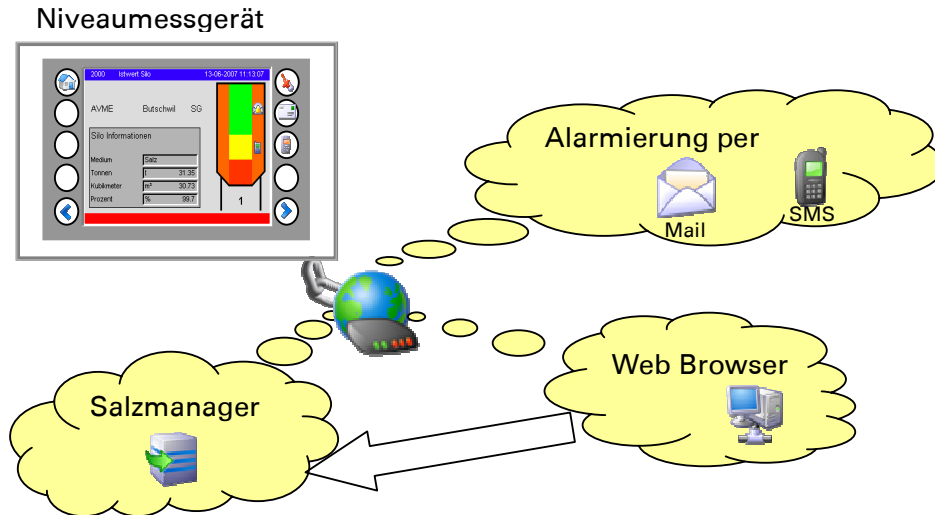 Niveaumessgerät
2000 Istwert Silo 13-06-2007 11:13:07
AVME Butschwil SG
Silo Informationen
Medium Salz
Tonnen t 31.35
Kubikmeter m³ 30.73
Prozent % 99.7
1
Alarmierung per
Mail
SMS
Web Browser
Salzmanager